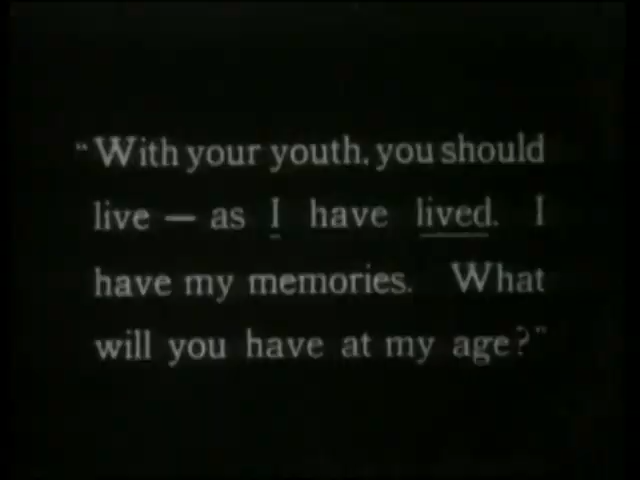 “With your youth, you should
live — as I have lived. I
have my memories. What
will you have at my age?”